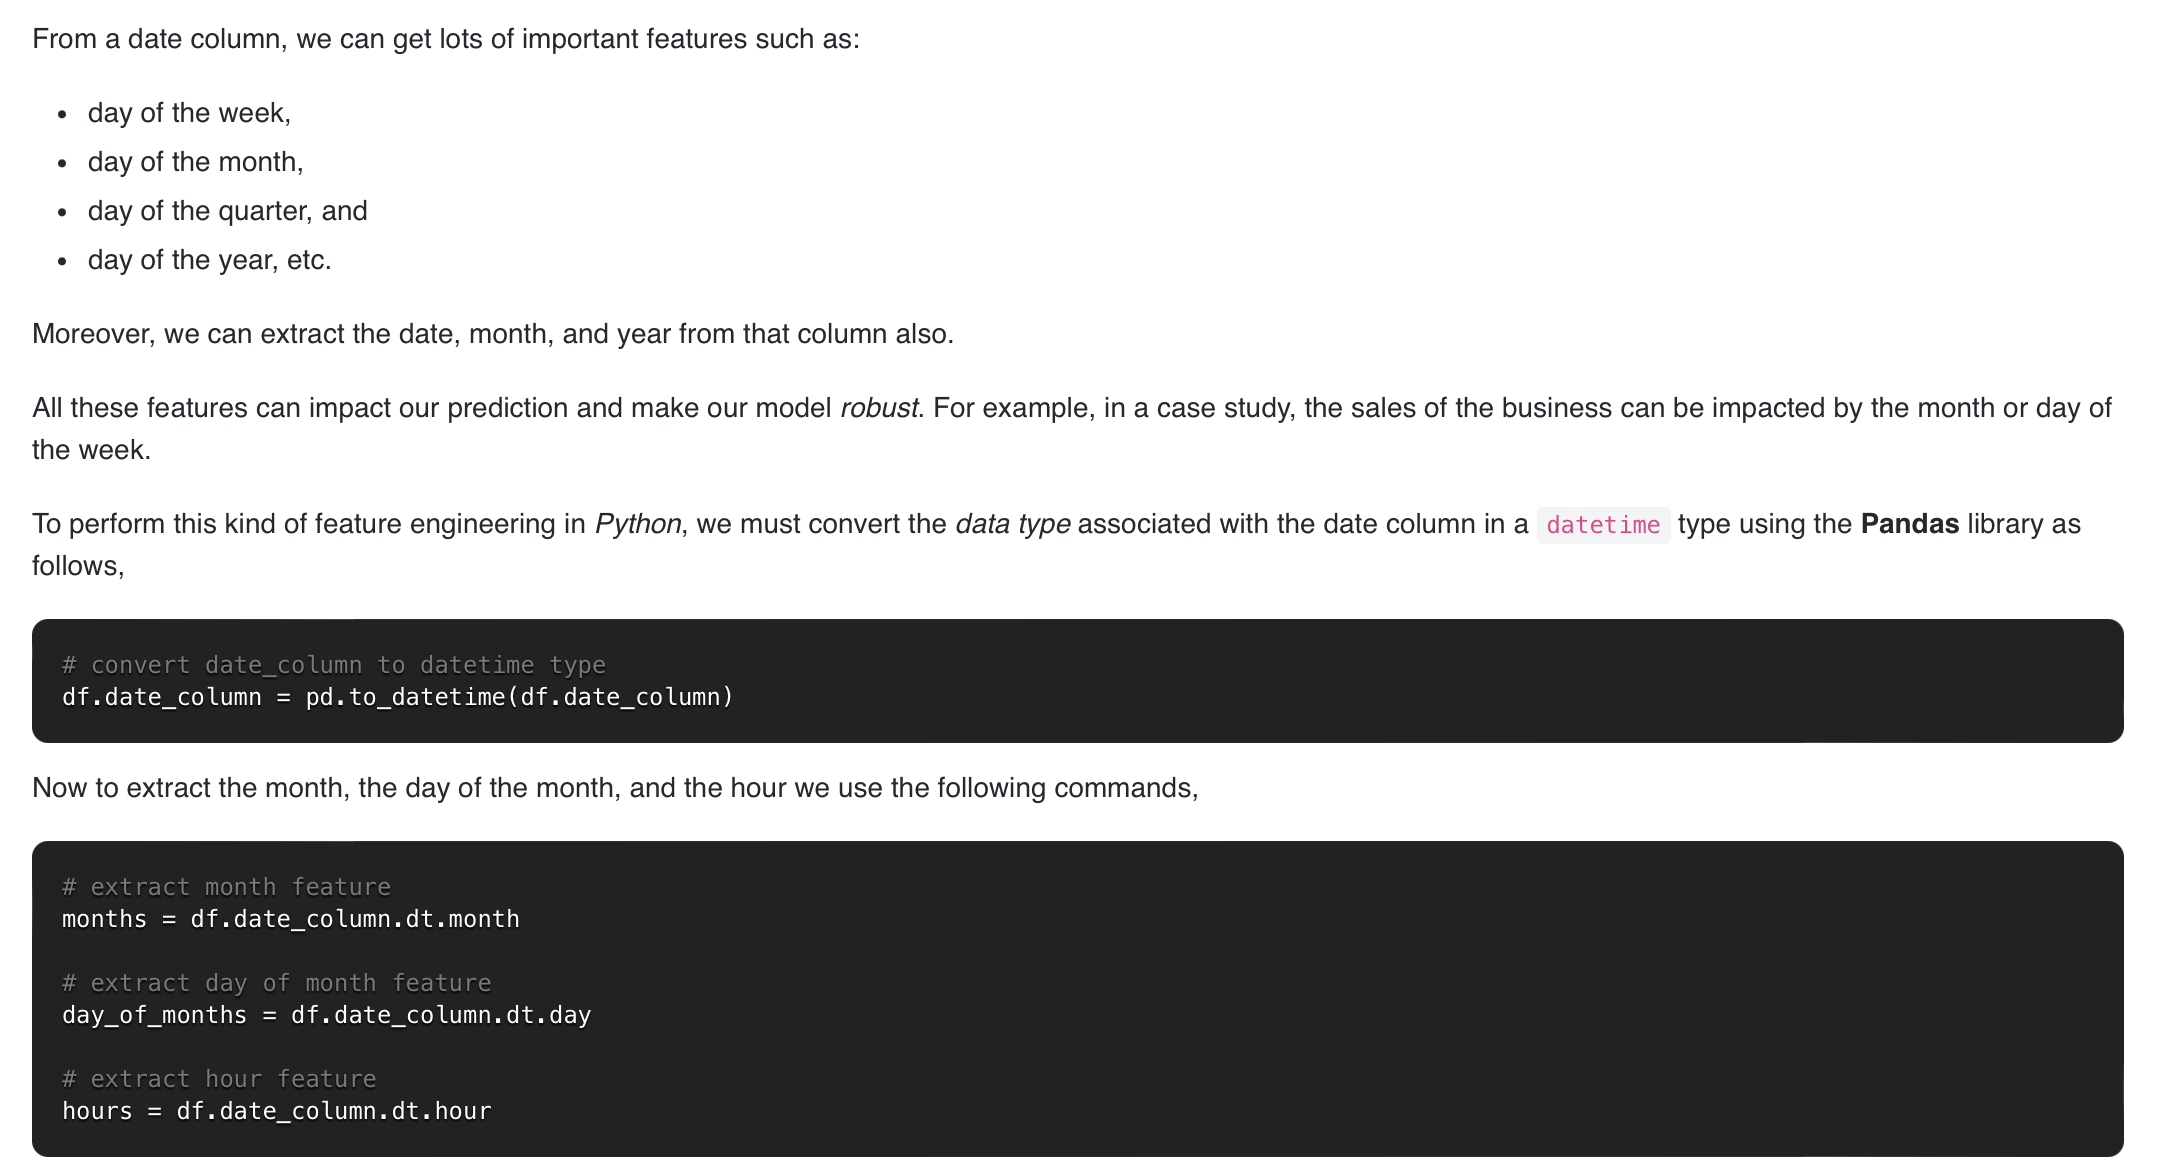 From a date column, we can get lots of important features such as:
• day of the week,
• day of the month,
• day of the quarter, and
• day of the year, etc.
Moreover, we can extract the date, month, and year from that column also.
All these features can impact our prediction and make our model robust. For example, in a case study, the sales of the business can be impacted by the month or day of
the week.
To perform this kind of feature engineering in Python, we must convert the data type associated with the date column in a datetime type using the Pandas library as
follows,
# convert date_column to datetime type
df.date_column = pd.to_datetime(df.date_column)
Now to extract the month, the day of the month, and the hour we use the following commands,
# extract month feature
months = df.date_column.dt.month
# extract day of month feature
day_of_months = df.date_column.dt.day
# extract hour feature
hours = df.date_column.dt.hour